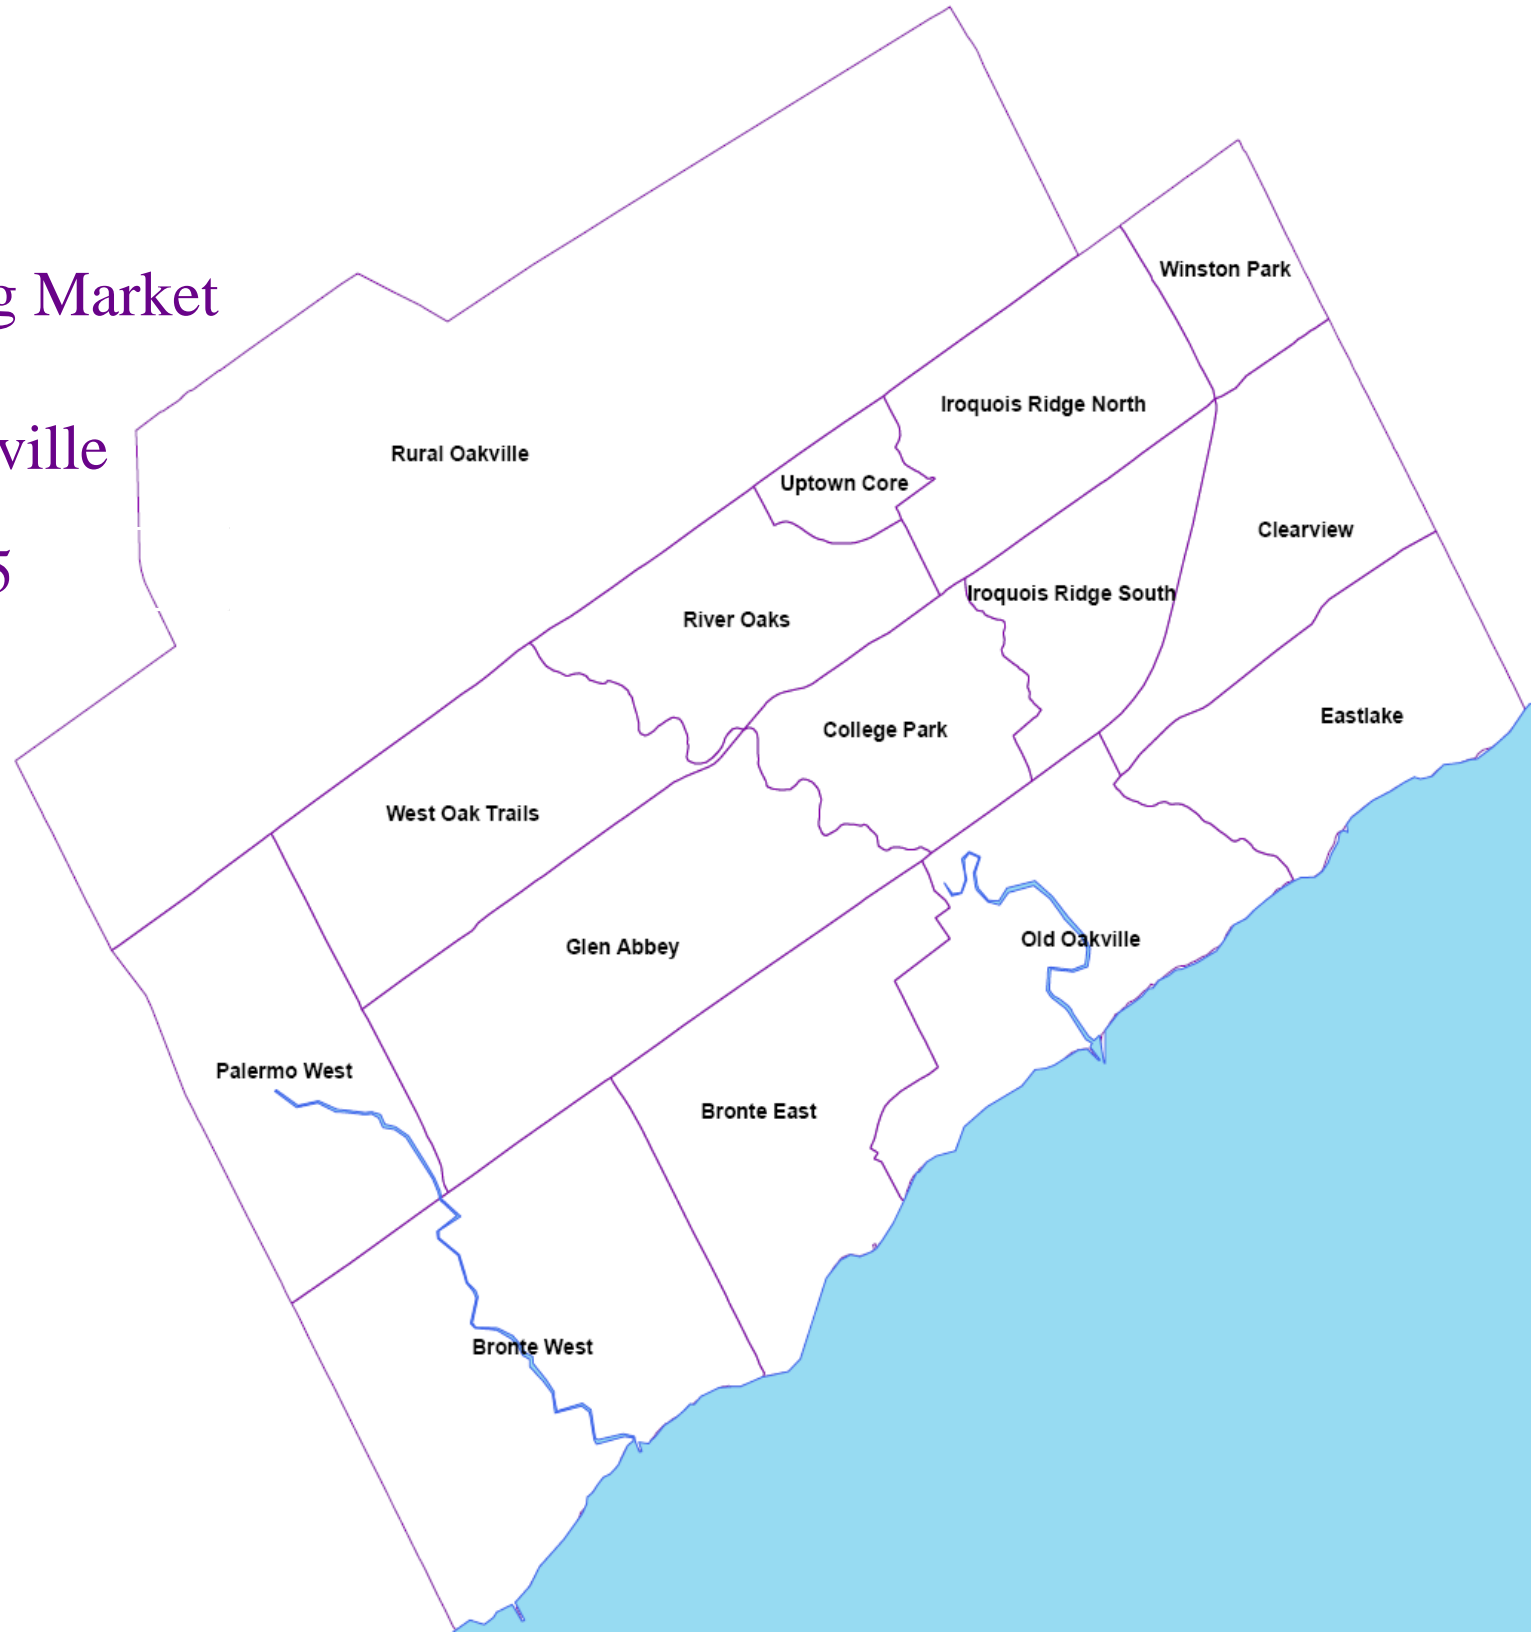 g Market
ville
5
Winston Park
Iroquois Ridge North
Rural Oakville
Uptown Core
Clearview
Iroquois Ridge South
River Oaks
Eastlake
College Park
West Oak Trails
Old Oakville
Glen Abbey
Palermo West
Bronte East
Bronte West